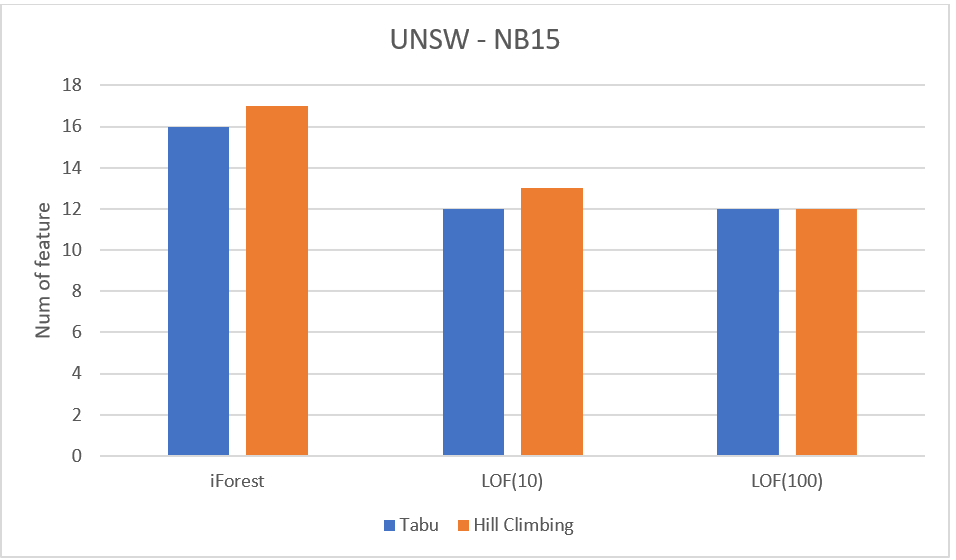 UNSW - NB15
Num of feature
18
16
14
12
10
8
6
4
2
0
iForest LOF(10) LOF(100)
Tabu Hill Climbing